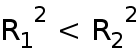 R₁² < R₂²